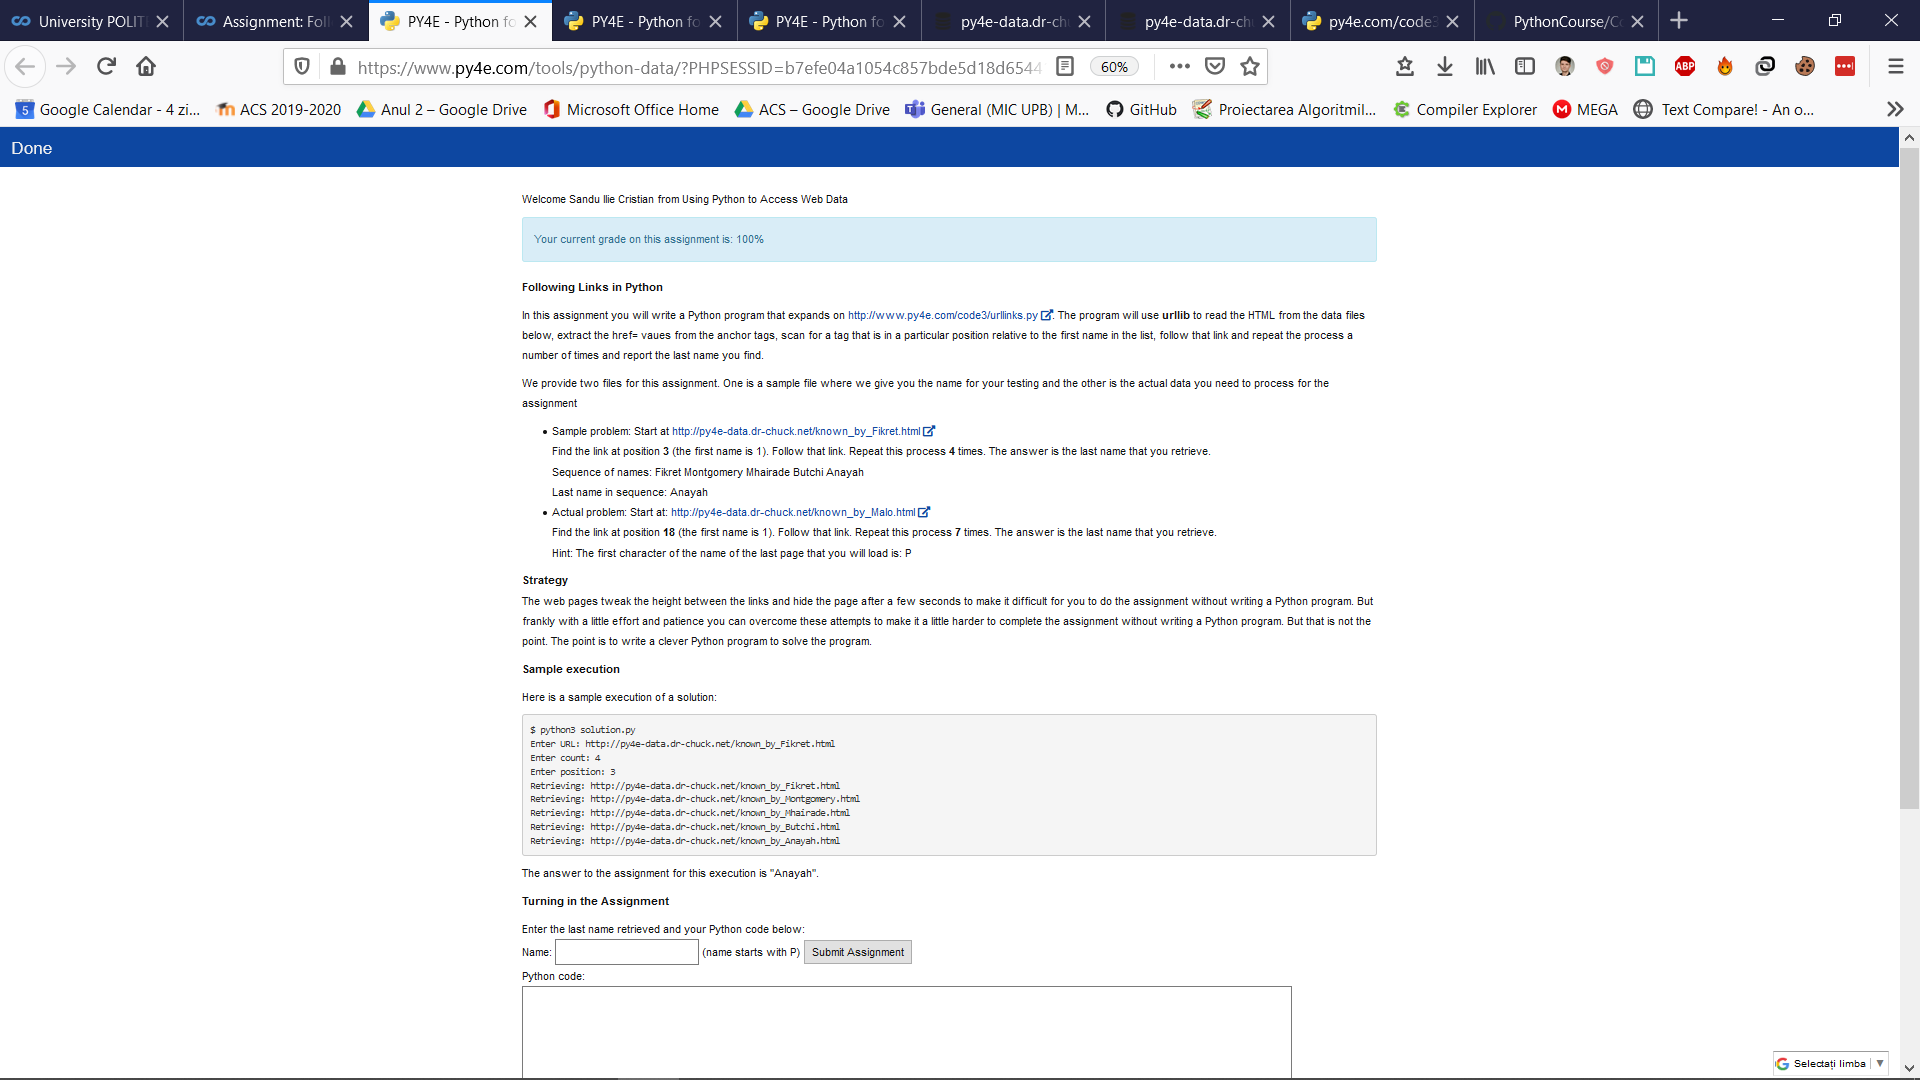 University POLIT
Assignment: Foll
PY4E - Python fo
PY4E - Python fo
PY4E - Python fo
py4e-data.dr-ch
py4e-data.dr-ch
py4e.com/code3
PythonCourse/Co
https://www.py4e.com/tools/python-data/?PHPSESSID=b7efe04a1054c857bde5d18d6544
60%
ABP
5 Google Calendar - 4 zi...
ACS 2019-2020
Anul 2 – Google Drive
Microsoft Office Home
ACS – Google Drive
General (MIC UPB) | M...
GitHub
Proiectarea Algoritmil...
Compiler Explorer
MEGA
Text Compare! - An o...
Done
Welcome Sandu Ilie Cristian from Using Python to Access Web Data
Your current grade on this assignment is: 100%
Following Links in Python
In this assignment you will write a Python program that expands on http://www.py4e.com/code3/urllinks.py. The program will use urllib to read the HTML from the data files
below, extract the href= vaues from the anchor tags, scan for a tag that is in a particular position relative to the first name in the list, follow that link and repeat the process a
number of times and report the last name you find.
We provide two files for this assignment. One is a sample file where we give you the name for your testing and the other is the actual data you need to process for the
assignment
• Sample problem: Start at http://py4e-data.dr-chuck.net/known_by_Fikret.html
Find the link at position 3 (the first name is 1). Follow that link. Repeat this process 4 times. The answer is the last name that you retrieve.
Sequence of names: Fikret Montgomery Mhairade Butchi Anayah
Last name in sequence: Anayah
• Actual problem: Start at: http://py4e-data.dr-chuck.net/known_by_Malo.html
Find the link at position 18 (the first name is 1). Follow that link. Repeat this process 7 times. The answer is the last name that you retrieve.
Hint: The first character of the name of the last page that you will load is: P
Strategy
The web pages tweak the height between the links and hide the page after a few seconds to make it difficult for you to do the assignment without writing a Python program. But
frankly with a little effort and patience you can overcome these attempts to make it a little harder to complete the assignment without writing a Python program. But that is not the
point. The point is to write a clever Python program to solve the program.
Sample execution
Here is a sample execution of a solution:
$ python3 solution.py
Enter URL: http://py4e-data.dr-chuck.net/known_by_Fikret.html
Enter count: 4
Enter position: 3
Retrieving: http://py4e-data.dr-chuck.net/known_by_Fikret.html
Retrieving: http://py4e-data.dr-chuck.net/known_by_Montgomery.html
Retrieving: http://py4e-data.dr-chuck.net/known_by_Mhairade.html
Retrieving: http://py4e-data.dr-chuck.net/known_by_Butchi.html
Retrieving: http://py4e-data.dr-chuck.net/known_by_Anayah.html
The answer to the assignment for this execution is "Anayah".
Turning in the Assignment
Enter the last name retrieved and your Python code below:
Name: (name starts with P) Submit Assignment
Python code:
Selectați limba